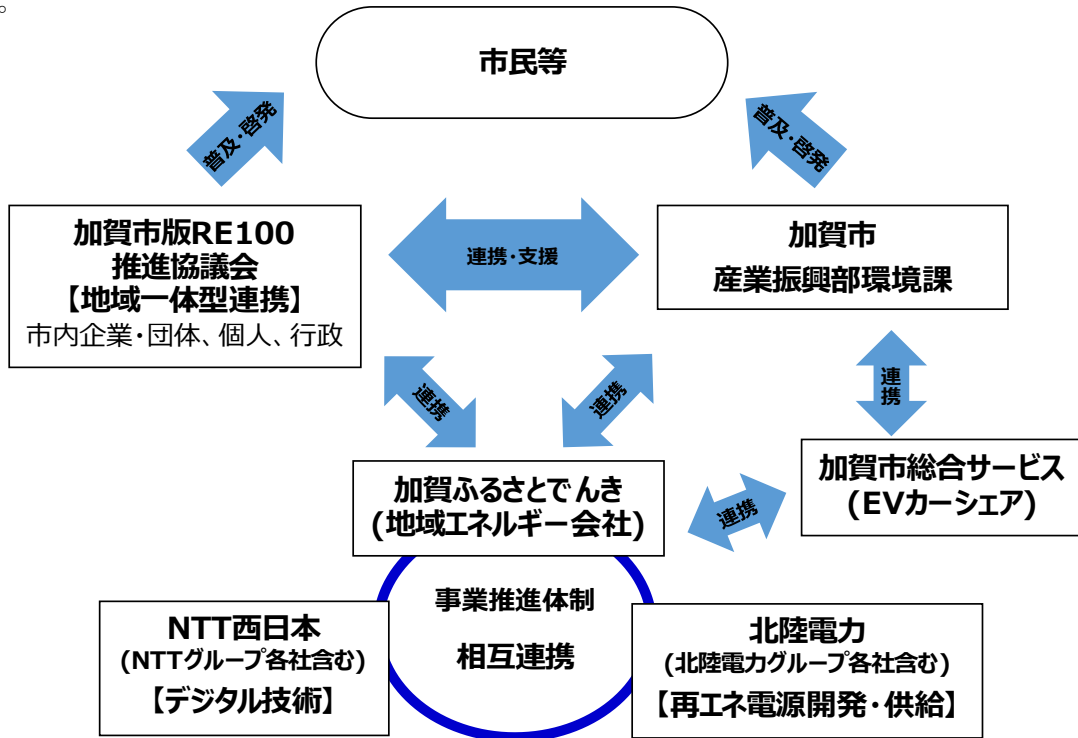 。
市民等
普及・啓発
普及・啓発
加賀市版RE100
推進協議会
【地域一体型連携】
市内企業・団体、個人、行政
連携・支援
加賀市
産業振興部環境課
連携
連携
連携
加賀ふるさとでんき
(地域エネルギー会社)
連携
加賀市総合サービス
(EVカーシェア)
事業推進体制
相互連携
NTT西日本
(NTTグループ各社含む)
【デジタル技術】
北陸電力
(北陸電力グループ各社含む)
【再エネ電源開発・供給】